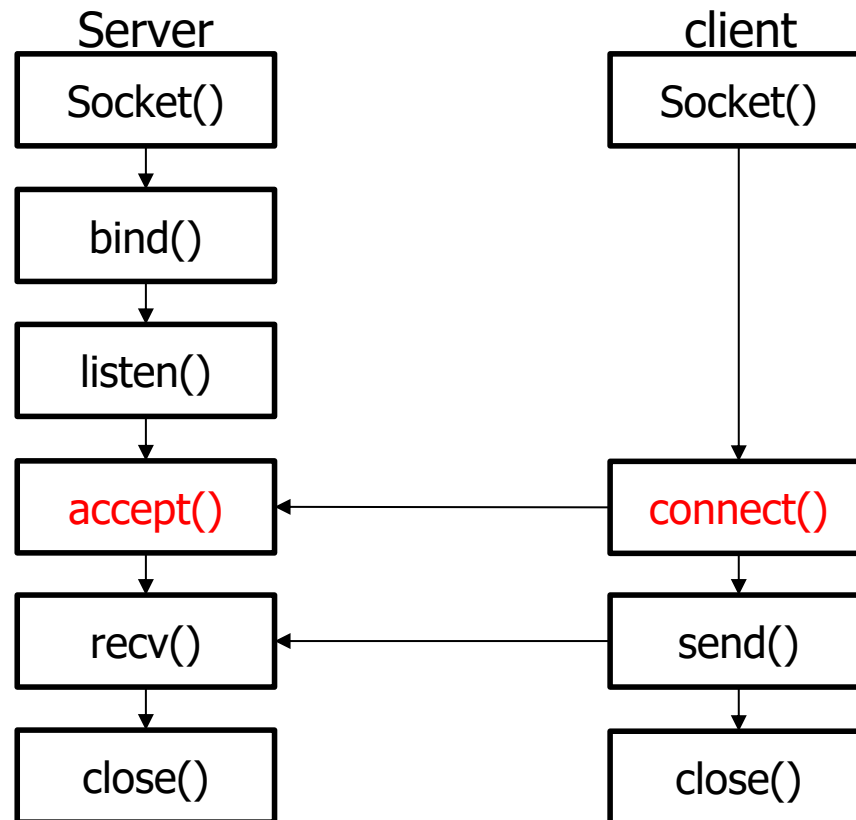 Server
client
Socket()
Socket()
bind()
listen()
accept()
connect()
recv()
send()
close()
close()